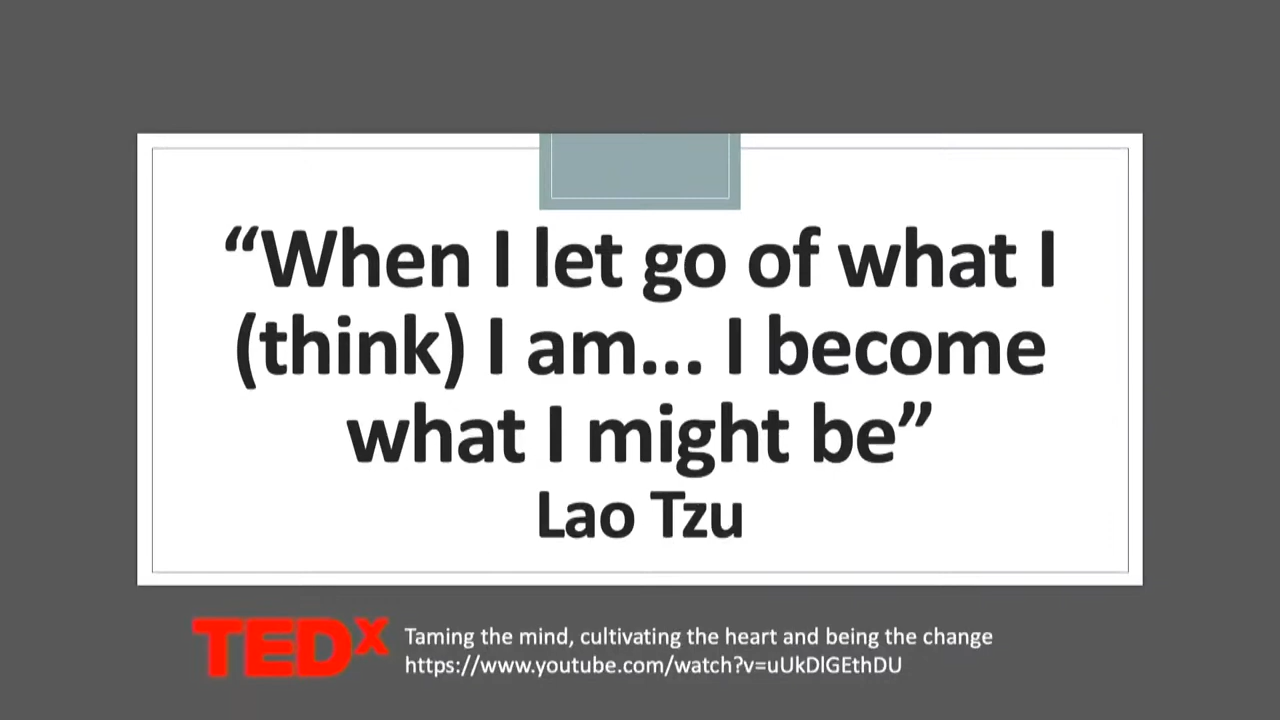 “When I let go of what I
(think) I am... I become
what I might be”
Lao Tzu
TEDx
Taming the mind, cultivating the heart and being the change
https://www.youtube.com/watch?v=uUkDlGEthDU